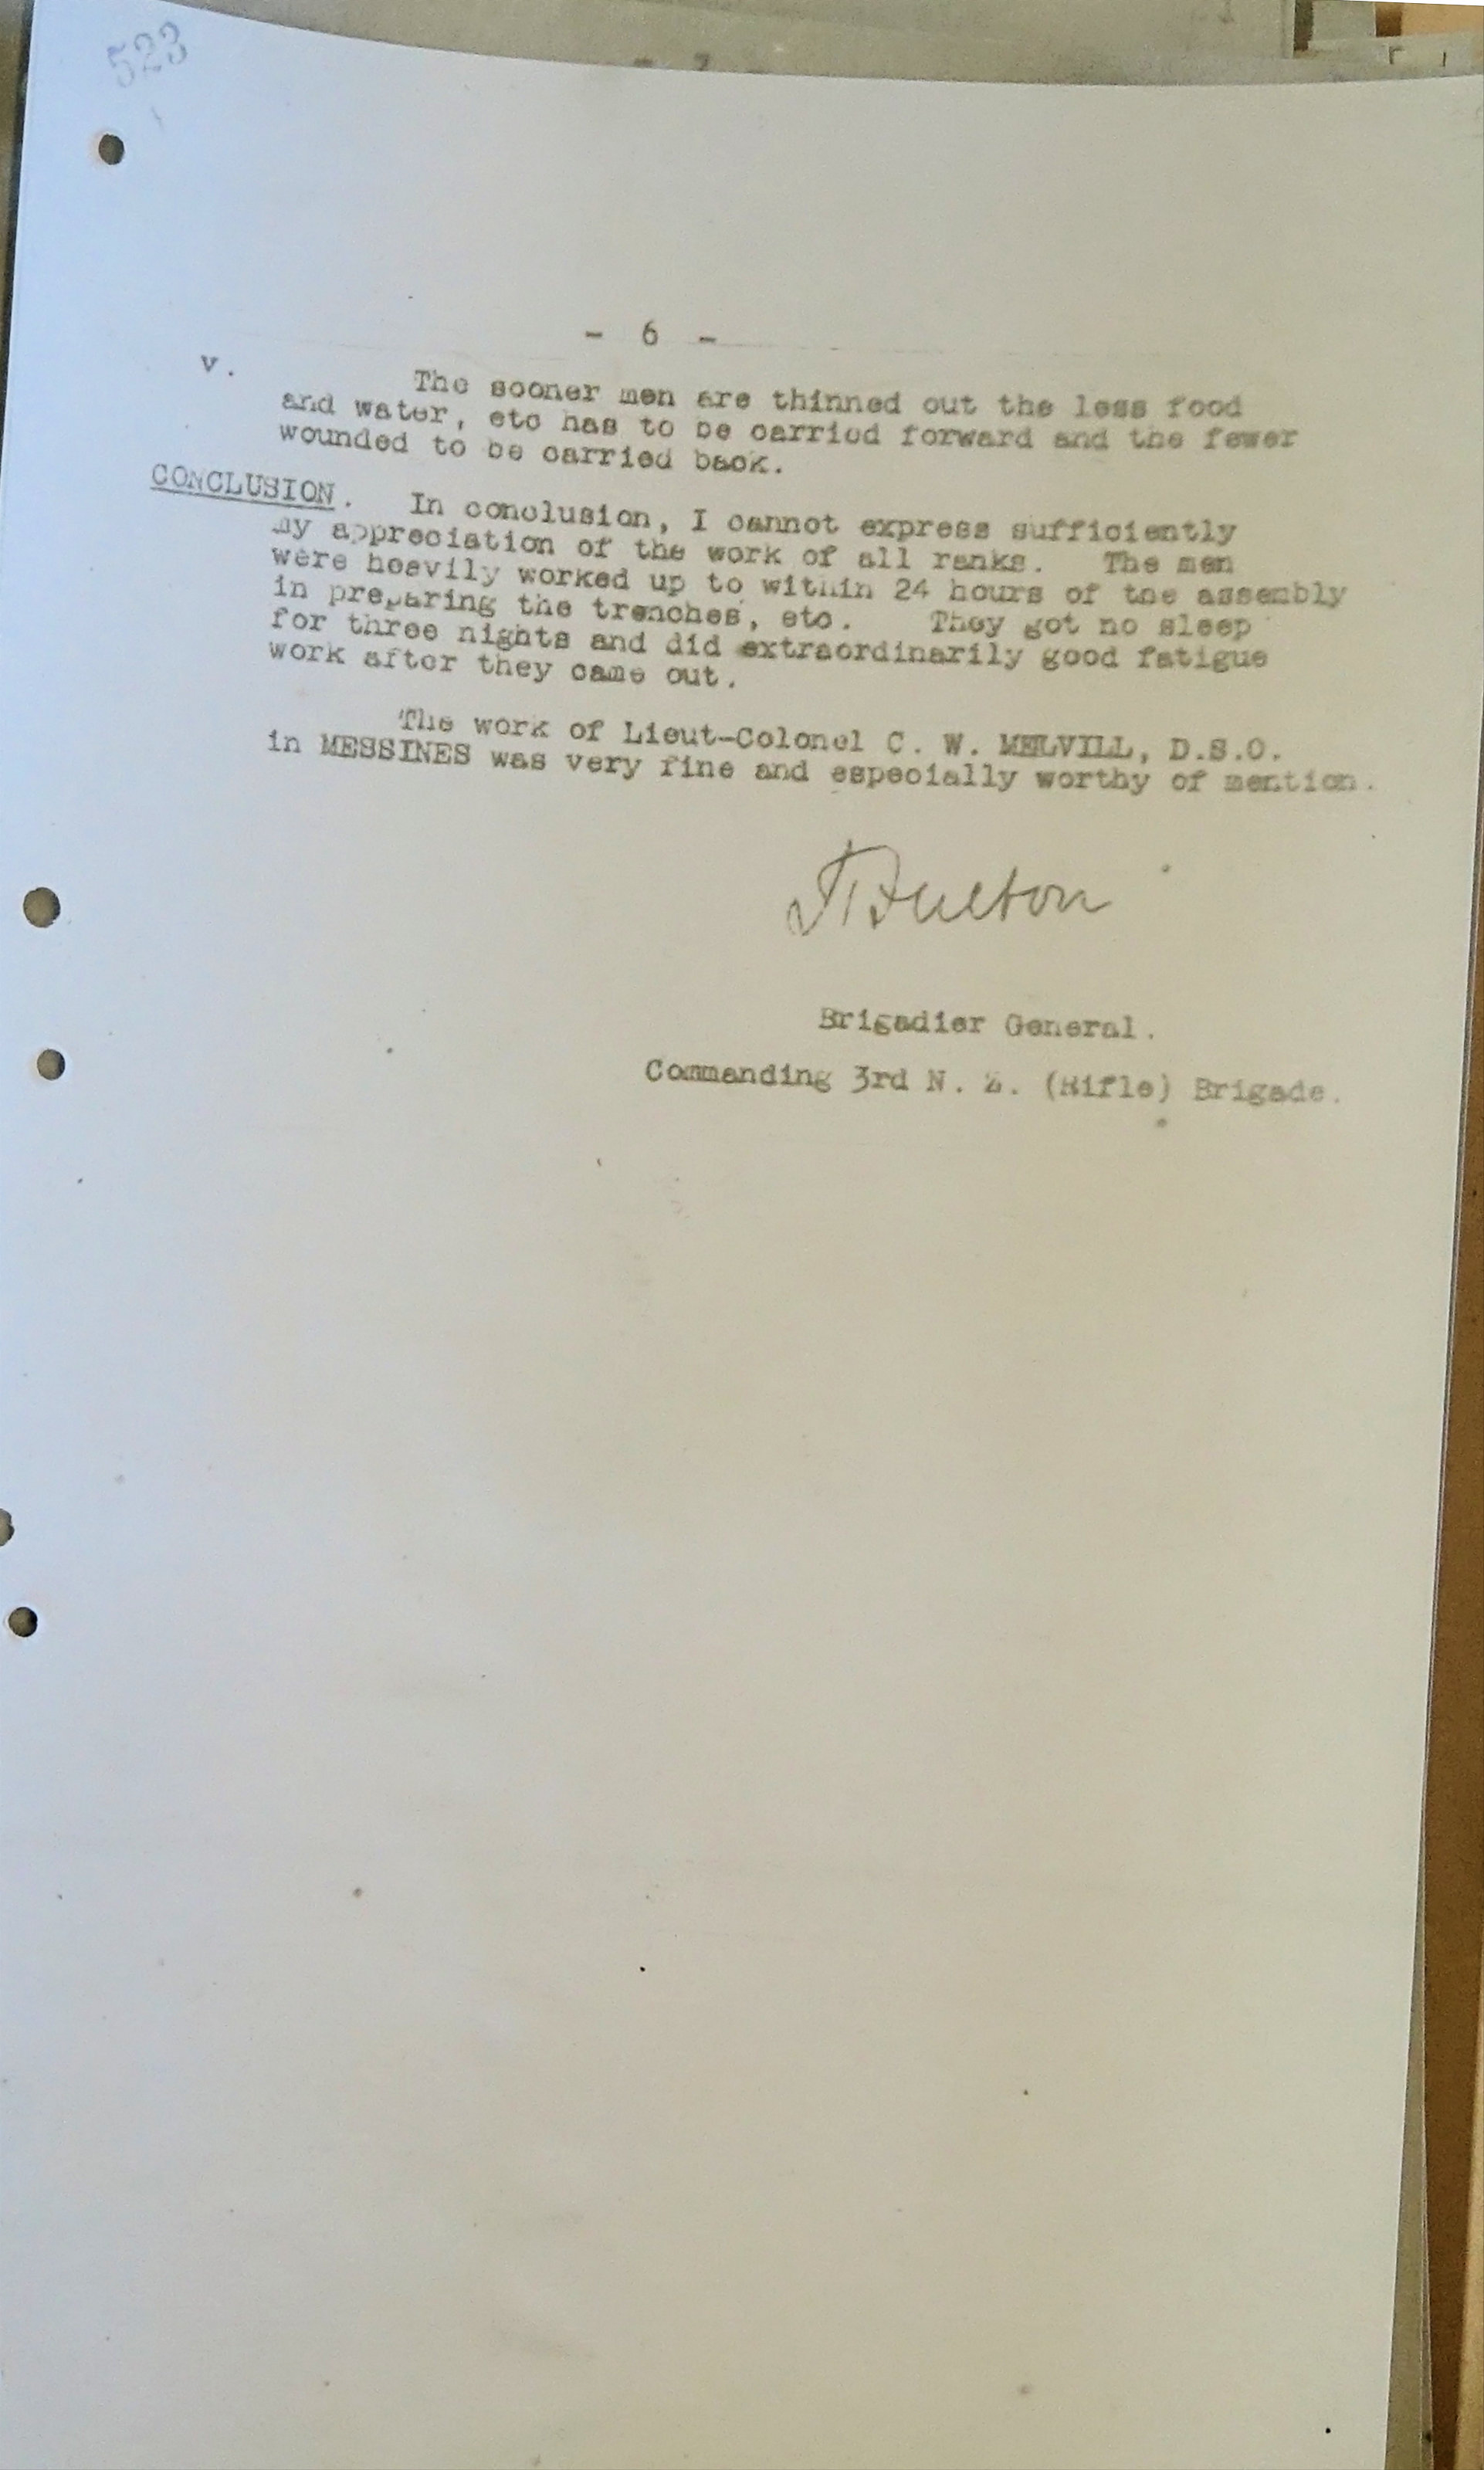 523
- 6 -
v. The sooner men are thinned out the less food
and water, etc has to be carried forward and the fewer
wounded to be carried back.
CONCLUSION. In conclusion, I cannot express sufficiently
my appreciation of the work of all ranks. The men
were heavily worked up to within 24 hours of the assembly
in preparing the trenches, etc. They got no sleep
for three nights and did extraordinarily good fatigue
work after they came out.
The work of Lieut-Colonel C. W. MELVILL, D.S.O.
in MESSINES was very fine and especially worthy of mention.
Brigadier General.
Commanding 3rd N. Z. (Rifle) Brigade.